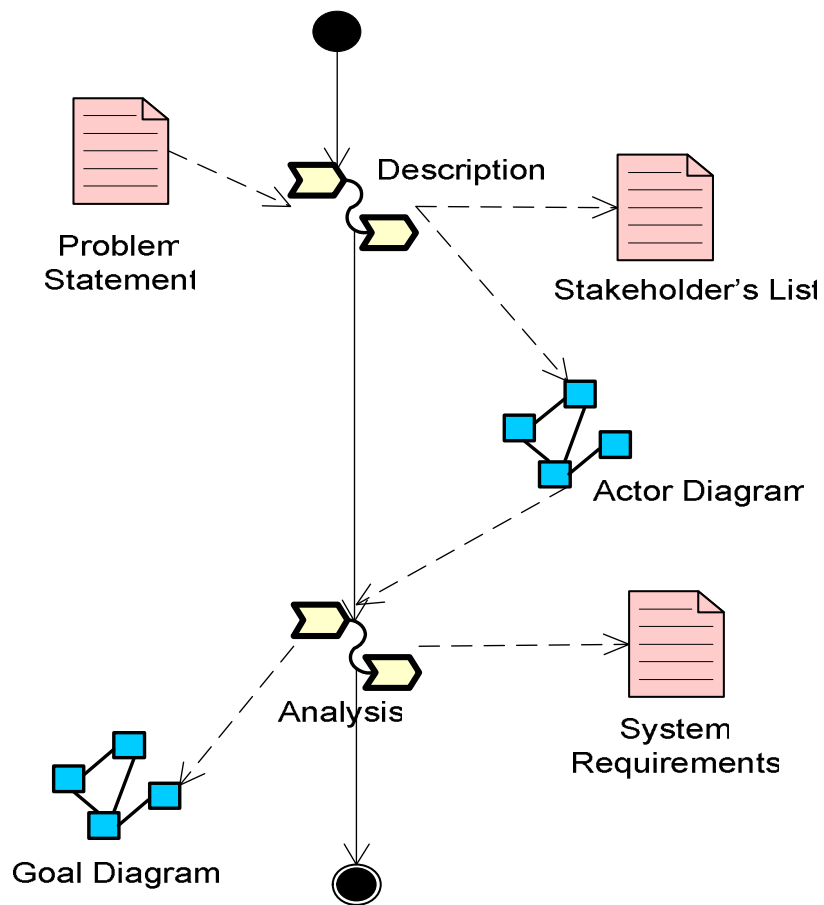 Description
Problem
Statement
Stakeholder's List
Actor Diagram
Analysis
System
Requirements
Goal Diagram